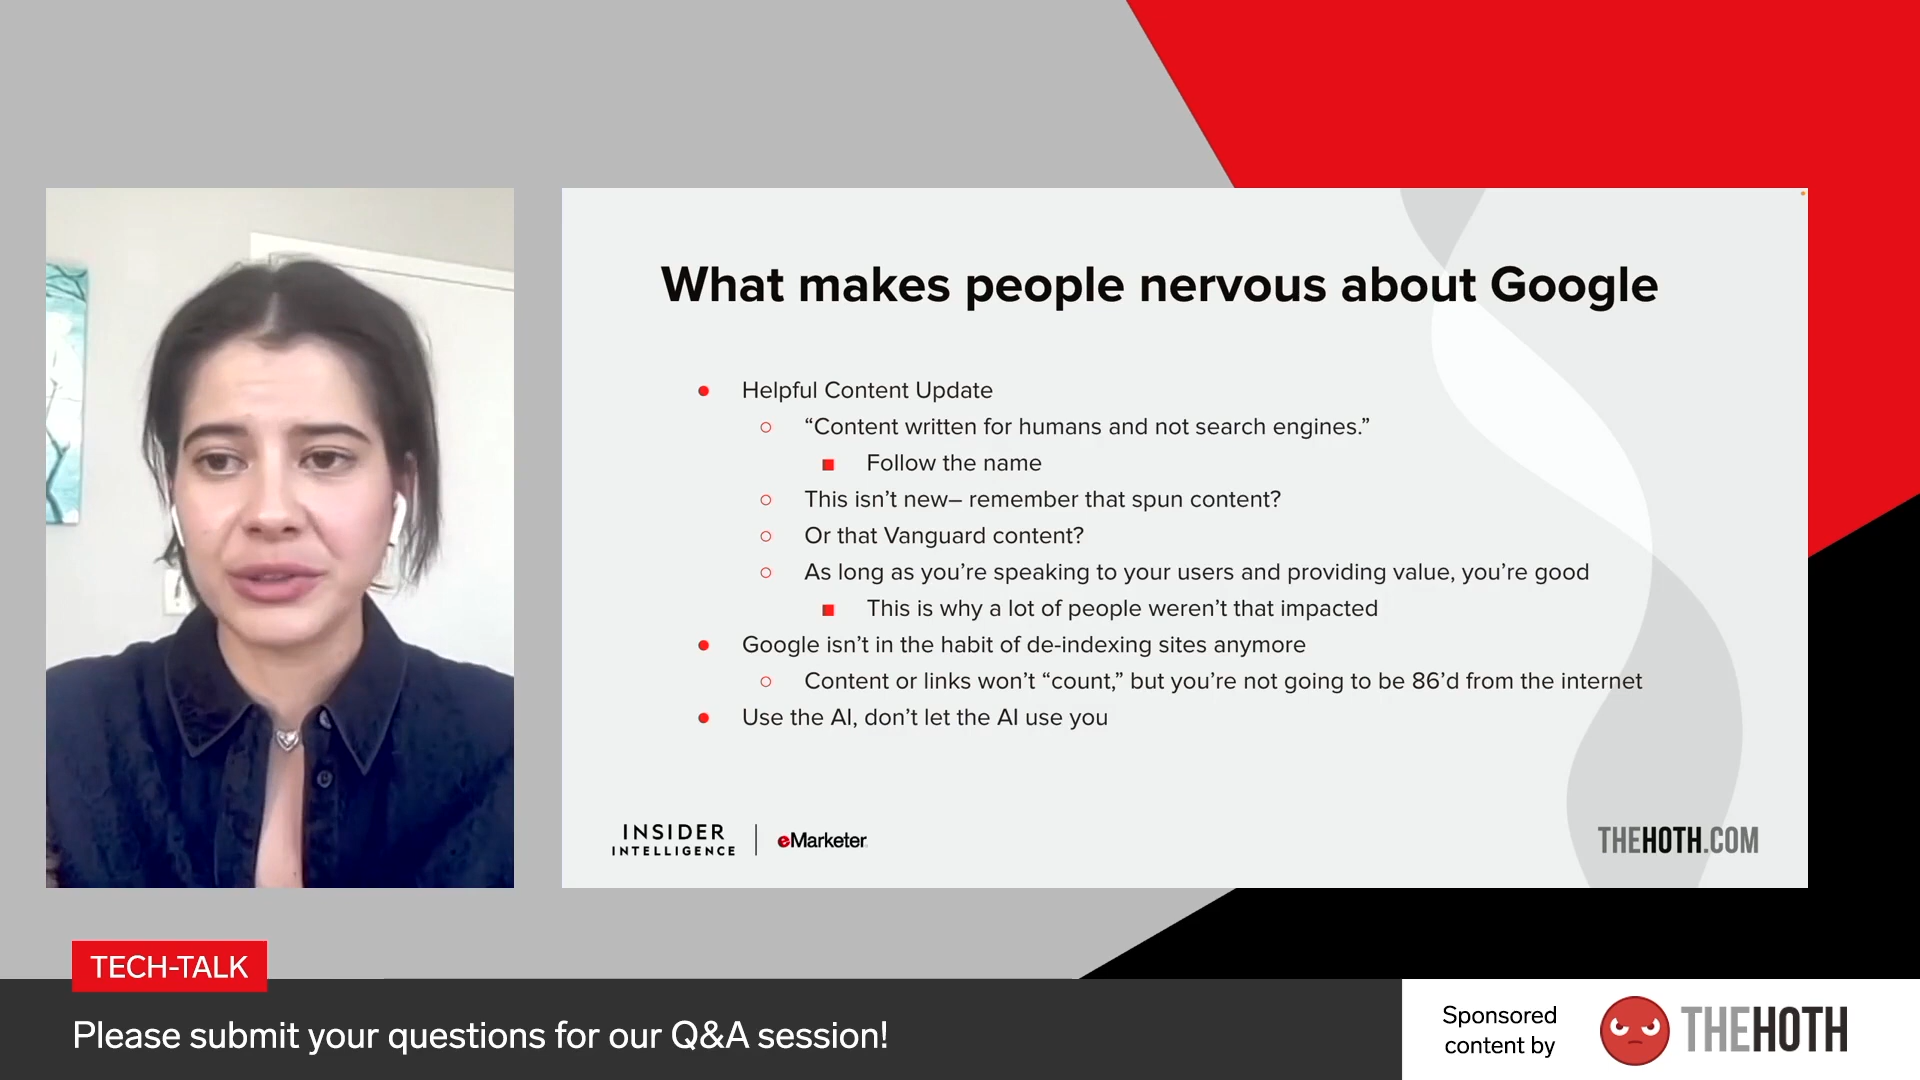 What makes people nervous about Google
● Helpful Content Update
○ “Content written for humans and not search engines.”
■ Follow the name
○ This isn’t new– remember that spun content?
○ Or that Vanguard content?
○ As long as you’re speaking to your users and providing value, you’re good
■ This is why a lot of people weren’t that impacted
● Google isn’t in the habit of de-indexing sites anymore
○ Content or links won’t “count,” but you’re not going to be 86’d from the internet
● Use the AI, don’t let the AI use you
INSIDER
INTELLIGENCE
eMarketer
THEHOTH.COM
TECH-TALK
Please submit your questions for our Q&A session!
Sponsored
content by
THEHOTH